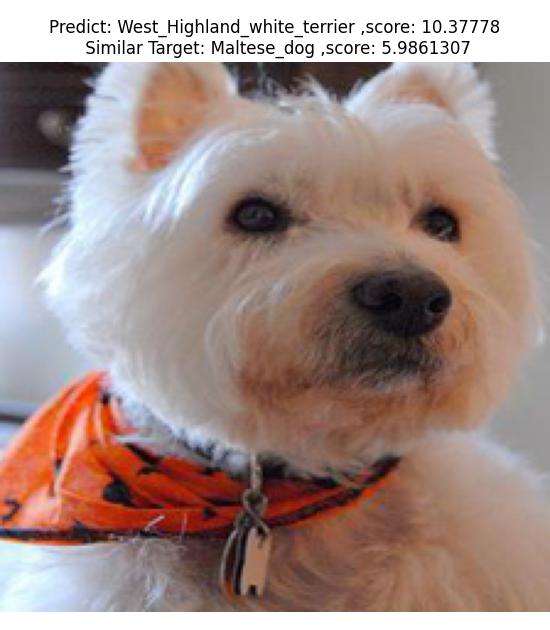 Predict: West_Highland_white_terrier ,score: 10.37778
Similar Target: Maltese_dog ,score: 5.9861307